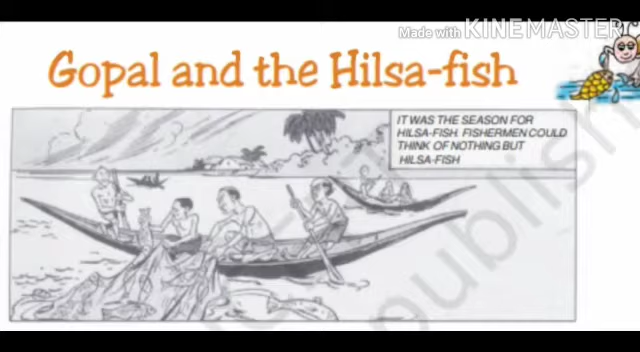 Made with KINEMASTER
Gopal and the Hilsa-fish
IT WAS THE SEASON FOR
HILSA-FISH. FISHERMEN COULD
THINK OF NOTHING BUT
HILSA-FISH
publish